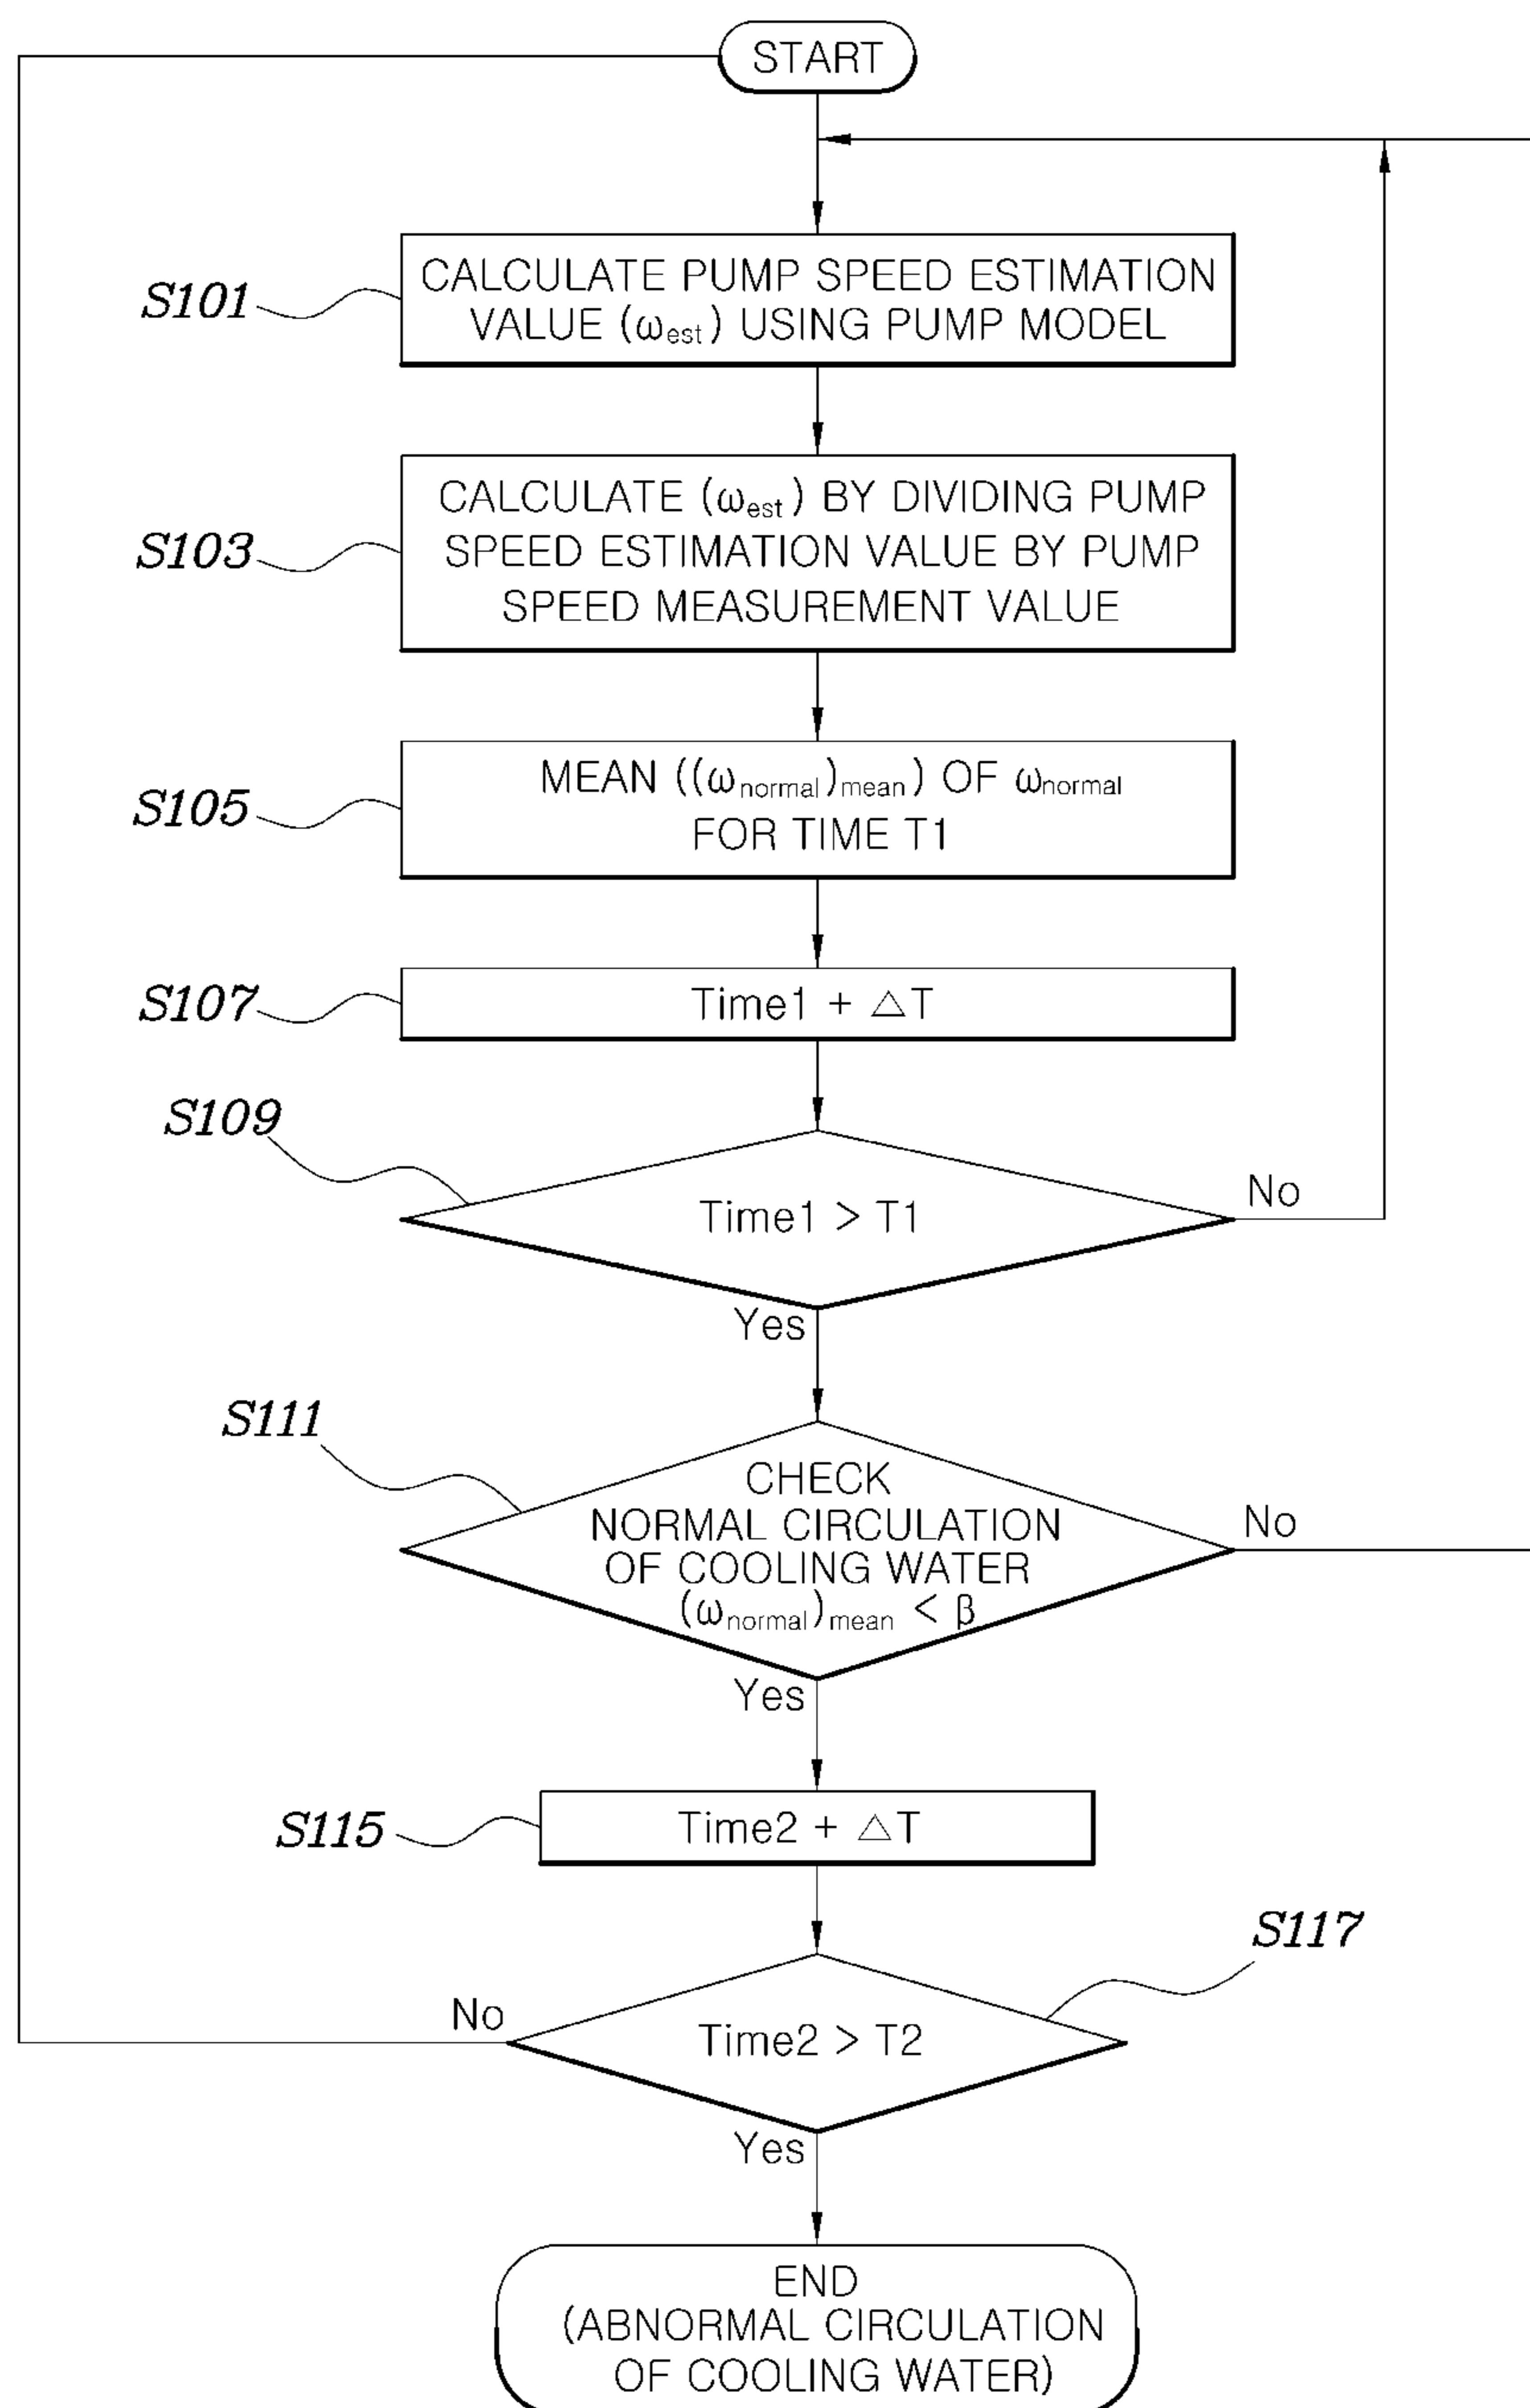 START
S101
CALCULATE PUMP SPEED ESTIMATION
VALUE (ωest) USING PUMP MODEL
S103
CALCULATE (ωest) BY DIVIDING PUMP
SPEED ESTIMATION VALUE BY PUMP
SPEED MEASUREMENT VALUE
S105
MEAN ((ωnormal)mean) OF ωnormal
FOR TIME T1
S107
Time1 + △T
S109
Time1 > T1
No
Yes
S111
CHECK
NORMAL CIRCULATION
OF COOLING WATER
(ωnormal)mean < β
No
Yes
S115
Time2 + △T
S117
Time2 > T2
No
Yes
END
(ABNORMAL CIRCULATION
OF COOLING WATER)